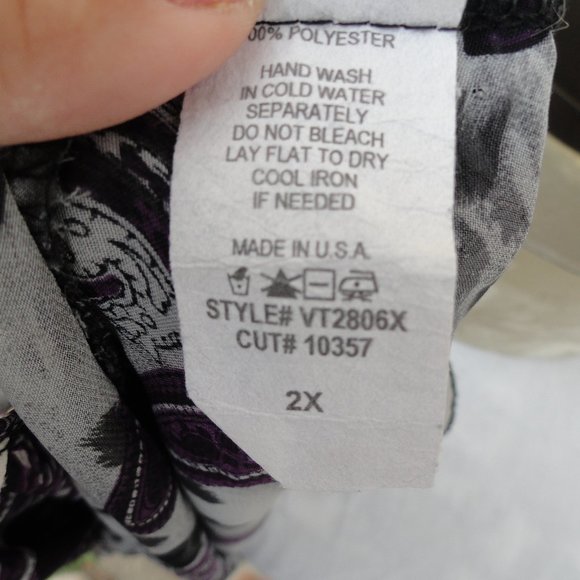 00% POLYESTER
HAND WASH
IN COLD WATER
SEPARATELY
DO NOT BLEACH
LAY FLAT TO DRY
COOL IRON
IF NEEDED
MADE IN U.S.A.
STYLE# VT2806X
CUT# 10357
2X